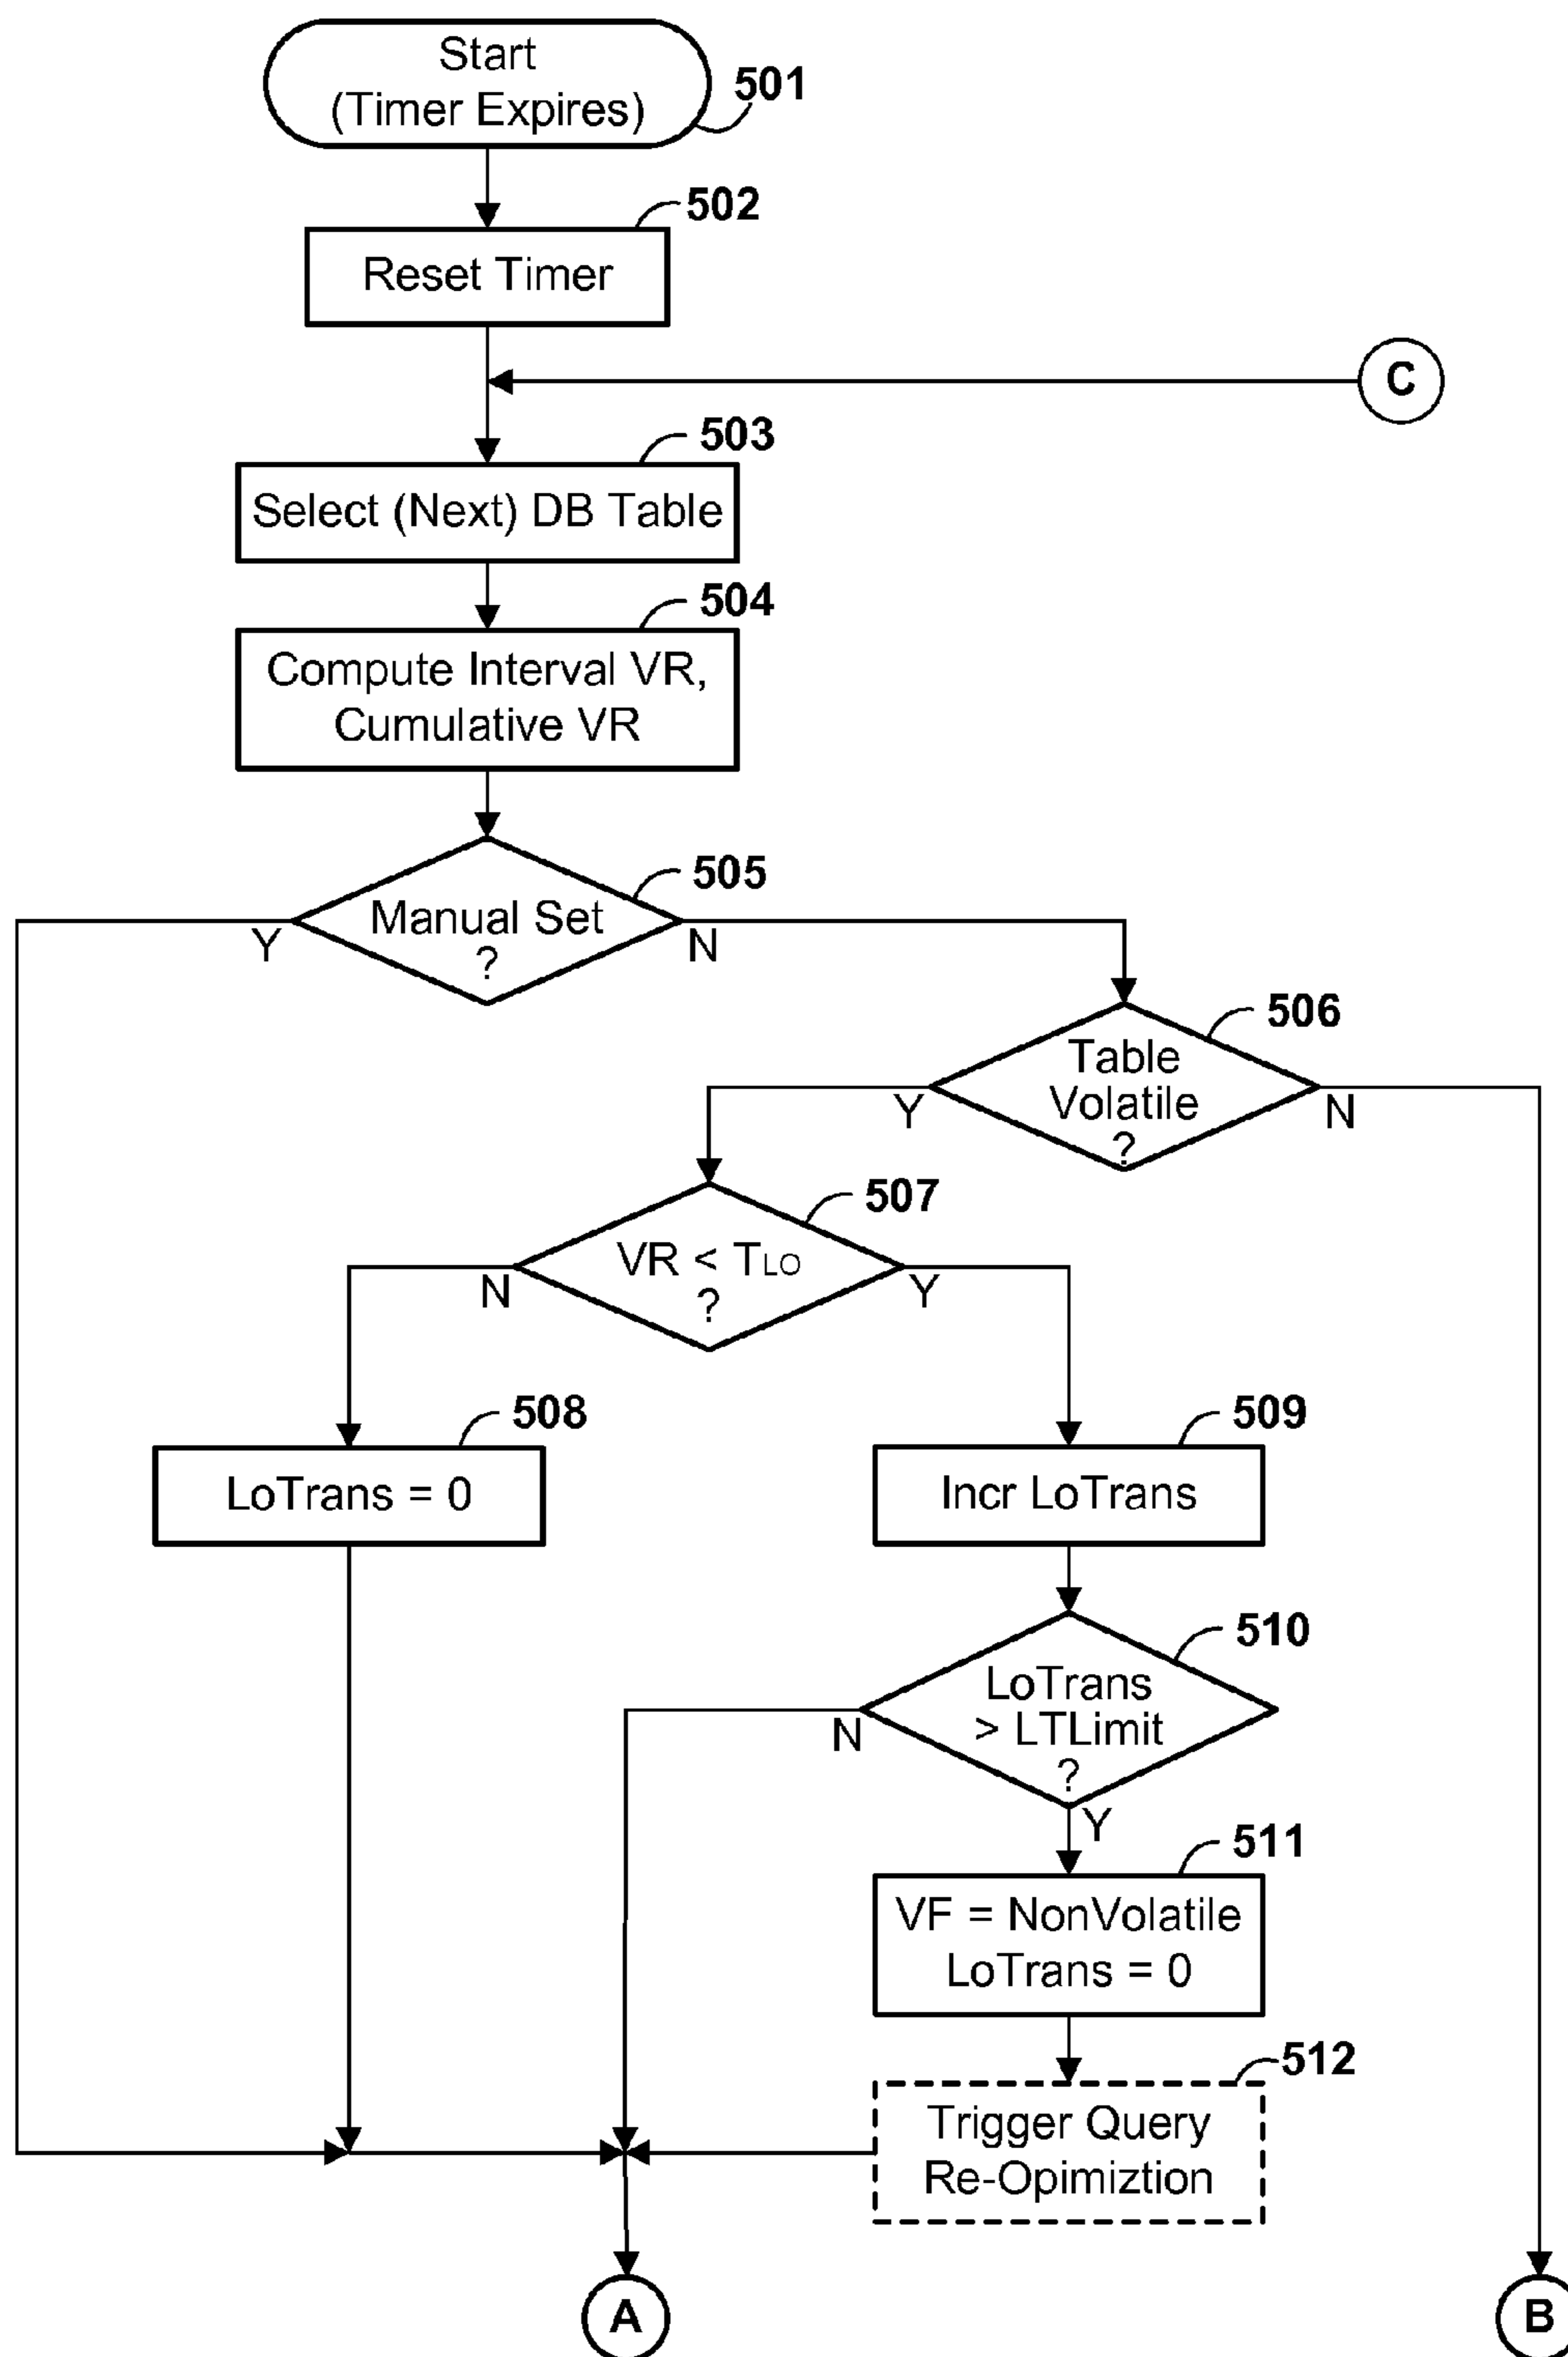 Start
(Timer Expires)
501
502
Reset Timer
C
503
Select (Next) DB Table
504
Compute Interval VR,
Cumulative VR
505
Manual Set
?
Y
N
506
Table
Volatile
?
Y
N
507
VR < TLO
?
N
Y
508
LoTrans = 0
509
Incr LoTrans
510
LoTrans
> LTLimit
?
N
Y
511
VF = NonVolatile
LoTrans = 0
512
Trigger Query
Re-Opimiztion
A
B